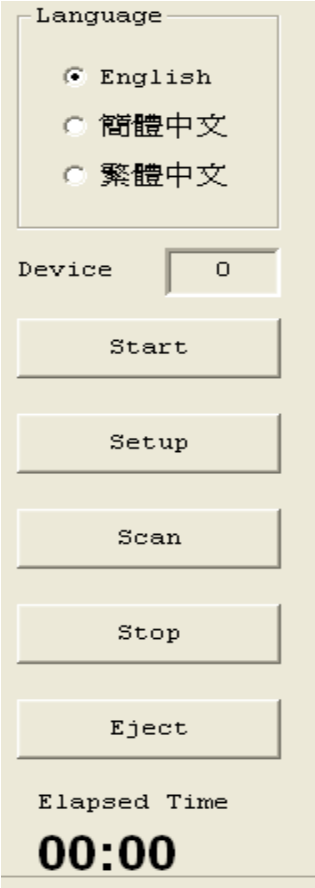 Language
English
簡體中文
繁體中文
Device 0
Start
Setup
Scan
Stop
Eject
Elapsed Time
00:00